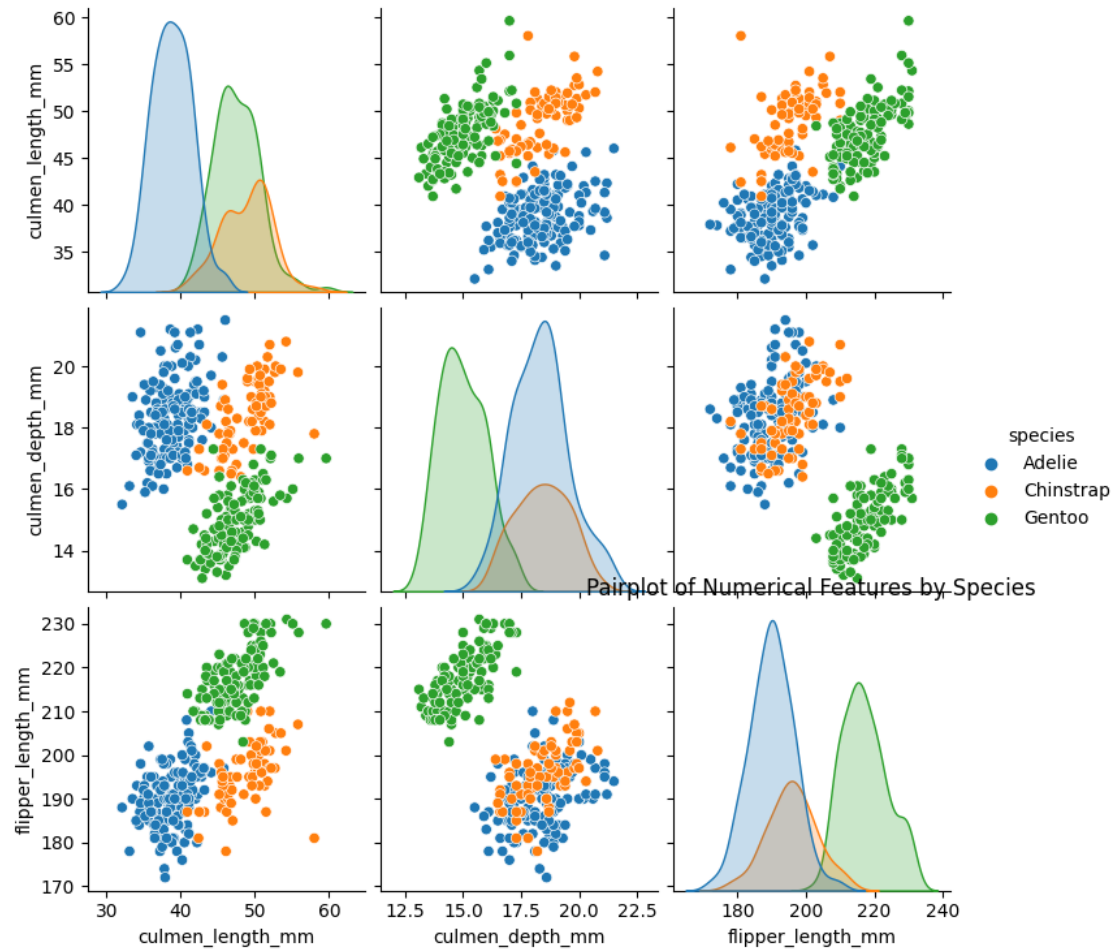 60
55
50
45
40
35
culmen_length_mm
20
18
16
14
culmen_depth_mm
species
Adelie
Chinstrap
Gentoo
Pairplot of Numerical Features by Species
230
220
210
200
190
180
170
flipper_length_mm
30 40 50 60
12.5 15.0 17.5 20.0 22.5
180 200 220 240
culmen_length_mm
culmen_depth_mm
flipper_length_mm